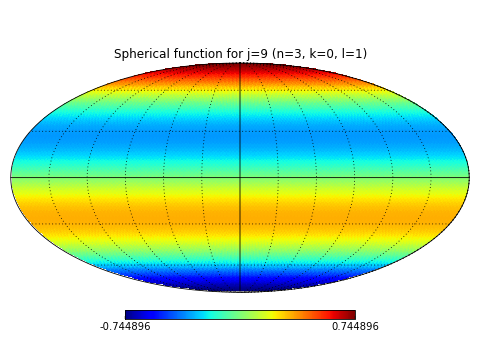 Spherical function for j=9 (n=3, k=0, l=1)
-0.744896 0.744896